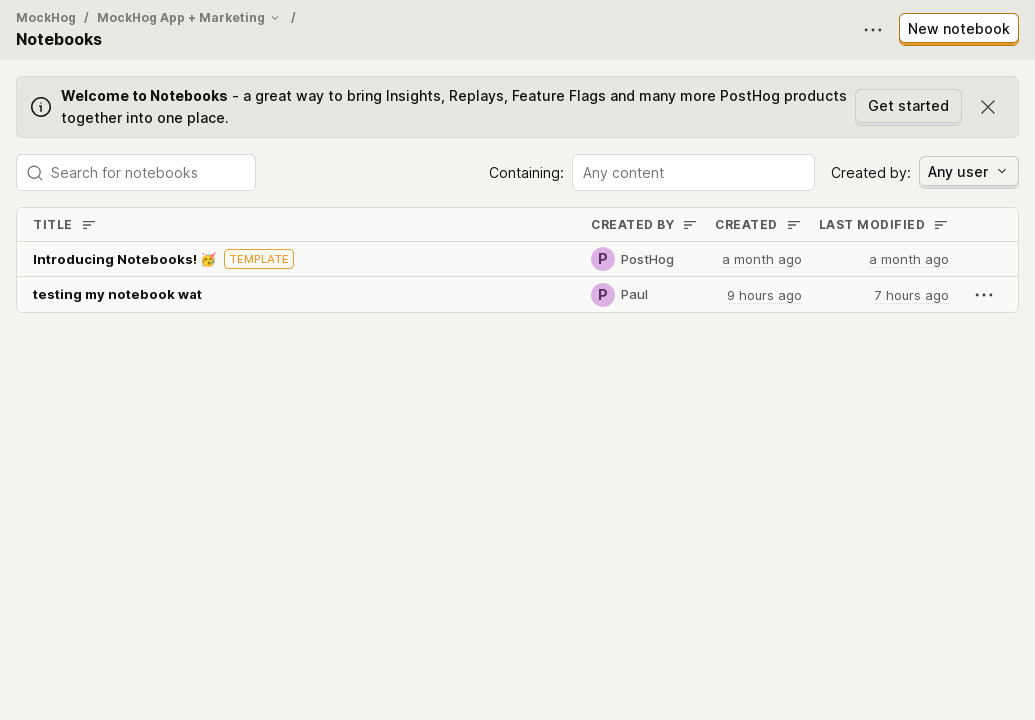 MockHog / MockHog App + Marketing /
Notebooks
New notebook
Welcome to Notebooks - a great way to bring Insights, Replays, Feature Flags and many more PostHog products
together into one place.
Get started
Search for notebooks
Containing: Any content
Created by: Any user
TITLE CREATED BY CREATED LAST MODIFIED
Introducing Notebooks! 🥳 TEMPLATE P PostHog a month ago a month ago
testing my notebook wat P Paul 9 hours ago 7 hours ago